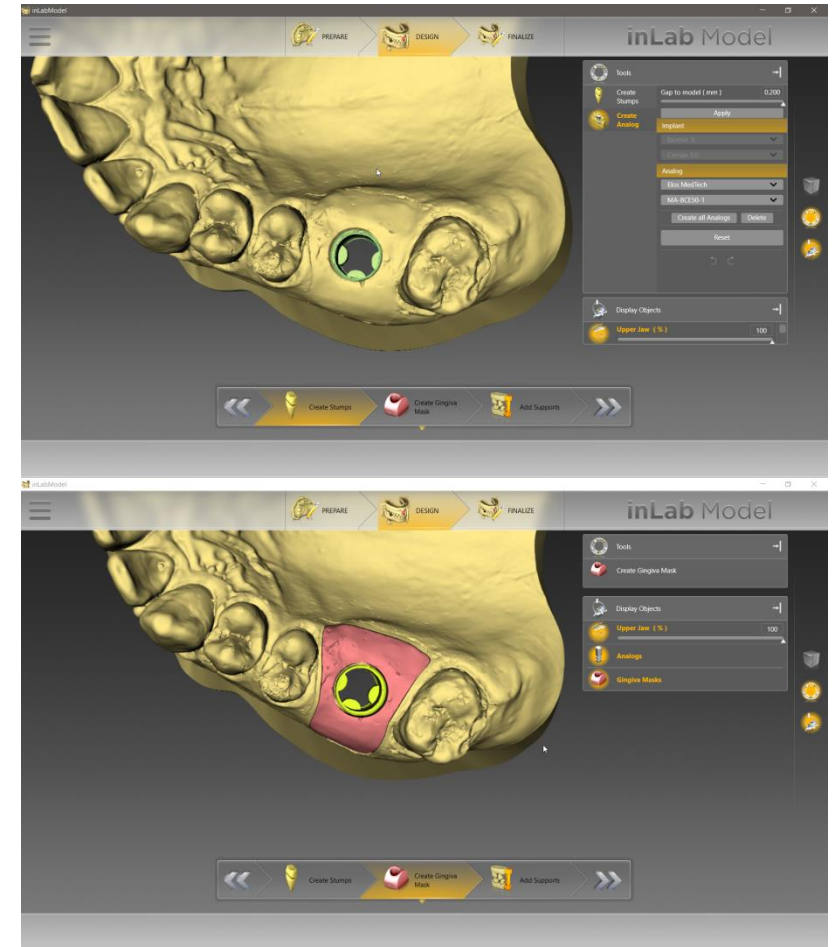 inLabModel
PREPARE
DESIGN
FINALIZE
inLab Model
Tools
Create
Stumps
Gap to model ( mm )
0.200
Create
Analog
Apply
Implant
Analog
Elos MedTech
MA-BCE50-1
Create all Analogs
Delete
Reset
Display Objects
Upper Jaw ( % )
100
Create Stumps
Create Gingiva
Mask
Add Supports
inLabModel
PREPARE
DESIGN
FINALIZE
inLab Model
Tools
Create Gingiva Mask
Display Objects
Upper Jaw ( % )
100
Analogs
Gingiva Masks
Create Stumps
Create Gingiva
Mask
Add Supports